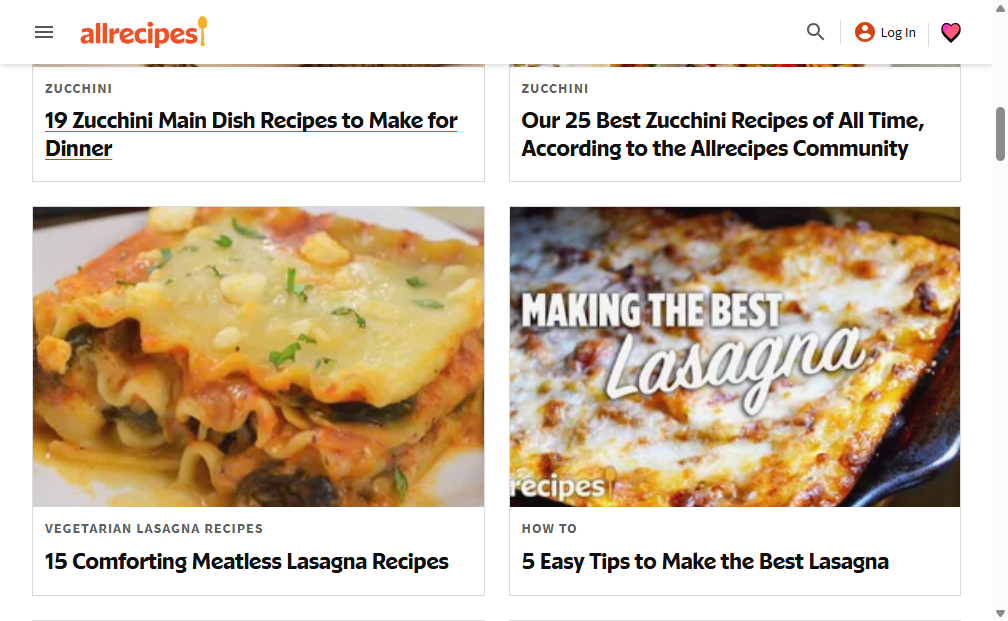 allrecipes
Log In
ZUCCHINI
19 Zucchini Main Dish Recipes to Make for
Dinner
ZUCCHINI
Our 25 Best Zucchini Recipes of All Time,
According to the Allrecipes Community
MAKING THE BEST
Lasagna
recipes
VEGETARIAN LASAGNA RECIPES
15 Comforting Meatless Lasagna Recipes
HOW TO
5 Easy Tips to Make the Best Lasagna